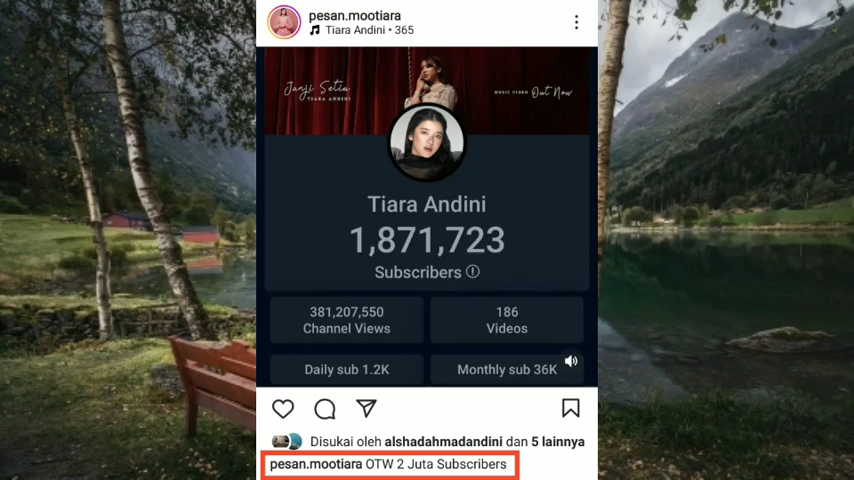 pesan.mootiara
Tiara Andini • 365
Janji Setia
TIARA ANDINI
MUSIC VIDEO Out Now
Tiara Andini
1,871,723
Subscribers
381,207,550
Channel Views
186
Videos
Daily sub 1.2K
Monthly sub 36K
Disukai oleh alshadahmadandini dan 5 lainnya
pesan.mootiara OTW 2 Juta Subscribers